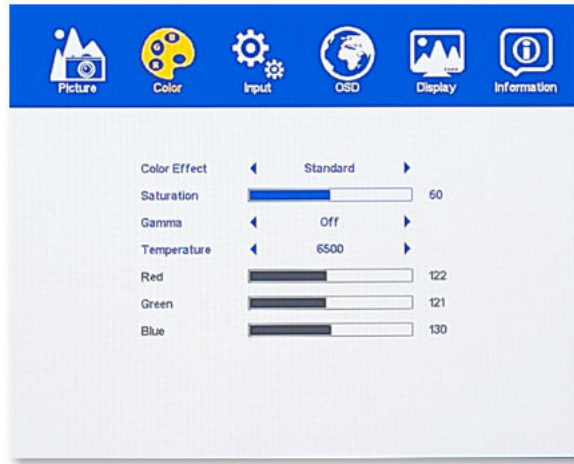 Picture Color Input OSD Display Information
Color Effect Standard
Saturation 60
Gamma Off
Temperature 6500
Red 122
Green 121
Blue 130